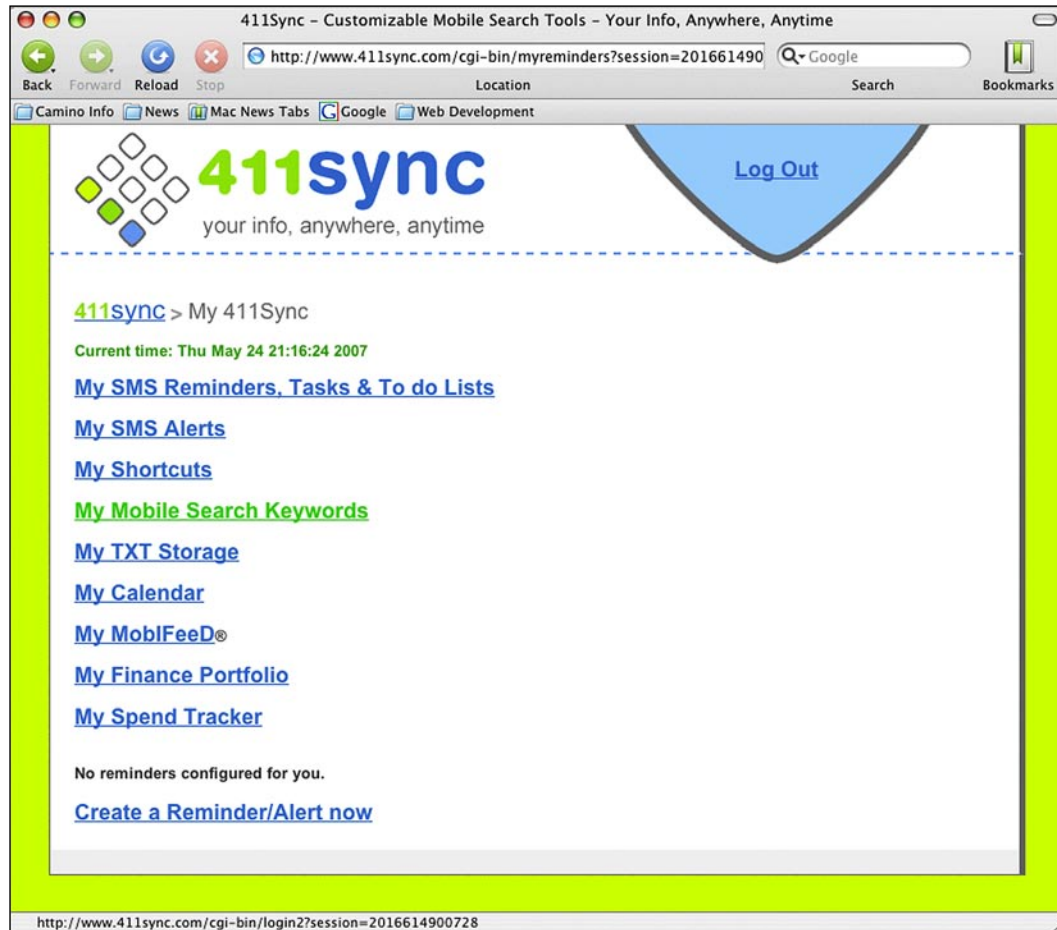 411Sync – Customizable Mobile Search Tools – Your Info, Anywhere, Anytime
http://www.411sync.com/cgi-bin/myreminders?session=201661490
Google
Back Forward Reload Stop Location Search Bookmarks
Camino Info News Mac News Tabs Google Web Development
411sync
your info, anywhere, anytime
Log Out
411sync > My 411Sync
Current time: Thu May 24 21:16:24 2007
My SMS Reminders, Tasks & To do Lists
My SMS Alerts
My Shortcuts
My Mobile Search Keywords
My TXT Storage
My Calendar
My MobIFeeD®
My Finance Portfolio
My Spend Tracker
No reminders configured for you.
Create a Reminder/Alert now
http://www.411sync.com/cgi-bin/login2?session=2016614900728